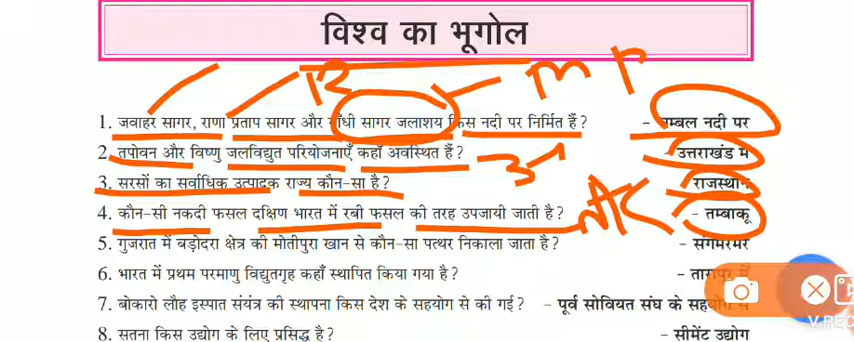 विश्व का भूगोल
R
m p
1. जवाहर सागर, राणा प्रताप सागर और गाँधी सागर जलाशय किस नदी पर निर्मित हैं? - चम्बल नदी पर
2. तपोवन और विष्णु जलविद्युत परियोजनाएँ कहाँ अवस्थित हैं? - उत्तराखंड में
3. सरसों का सर्वाधिक उत्पादक राज्य कौन-सा है? - राजस्थान
4. कौन-सी नकदी फसल दक्षिण भारत में रबी फसल की तरह उपजायी जाती है? - तम्बाकू
5. गुजरात में बड़ोदरा क्षेत्र की मोतीपुरा खान से कौन-सा पत्थर निकाला जाता है? - संगमरमर
6. भारत में प्रथम परमाणु विद्युतगृह कहाँ स्थापित किया गया है? - तारापुर में
7. बोकारो लौह इस्पात संयंत्र की स्थापना किस देश के सहयोग से की गई? - पूर्व सोवियत संघ के सहयोग से
8. सतना किस उद्योग के लिए प्रसिद्ध है? - सीमेंट उद्योग
V REC